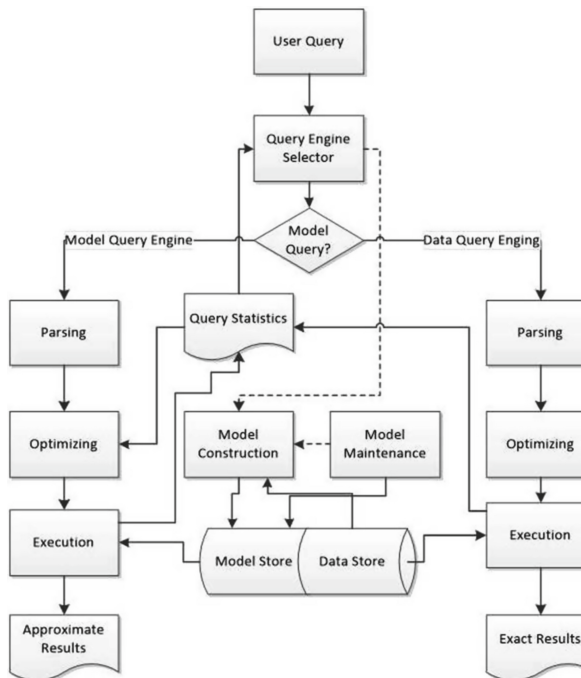 User Query
Query Engine
Selector
Model
Query?
Model Query Engine
Data Query Enging
Query Statistics
Parsing
Parsing
Optimizing
Model
Construction
Model
Maintenance
Optimizing
Execution
Model Store
Data Store
Execution
Approximate
Results
Exact Results